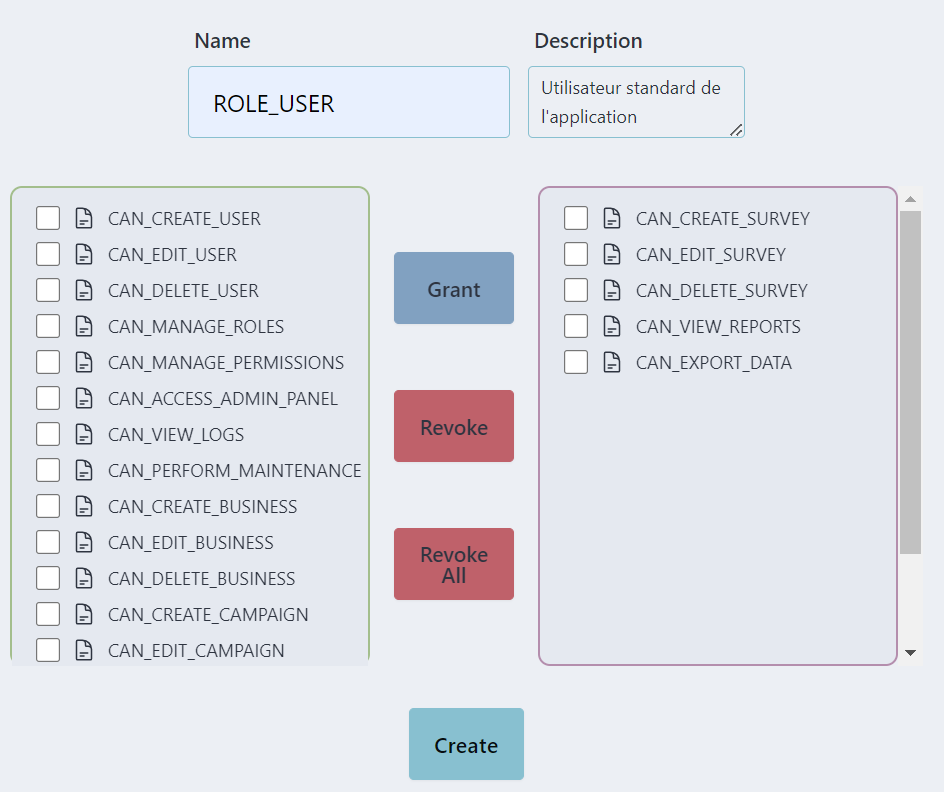 Name
Description
ROLE_USER
Utilisateur standard de
l'application
CAN_CREATE_USER
CAN_EDIT_USER
CAN_DELETE_USER
CAN_MANAGE_ROLES
CAN_MANAGE_PERMISSIONS
CAN_ACCESS_ADMIN_PANEL
CAN_VIEW_LOGS
CAN_PERFORM_MAINTENANCE
CAN_CREATE_BUSINESS
CAN_EDIT_BUSINESS
CAN_DELETE_BUSINESS
CAN_CREATE_CAMPAIGN
CAN_EDIT_CAMPAIGN
Grant
Revoke
Revoke
All
CAN_CREATE_SURVEY
CAN_EDIT_SURVEY
CAN_DELETE_SURVEY
CAN_VIEW_REPORTS
CAN_EXPORT_DATA
Create